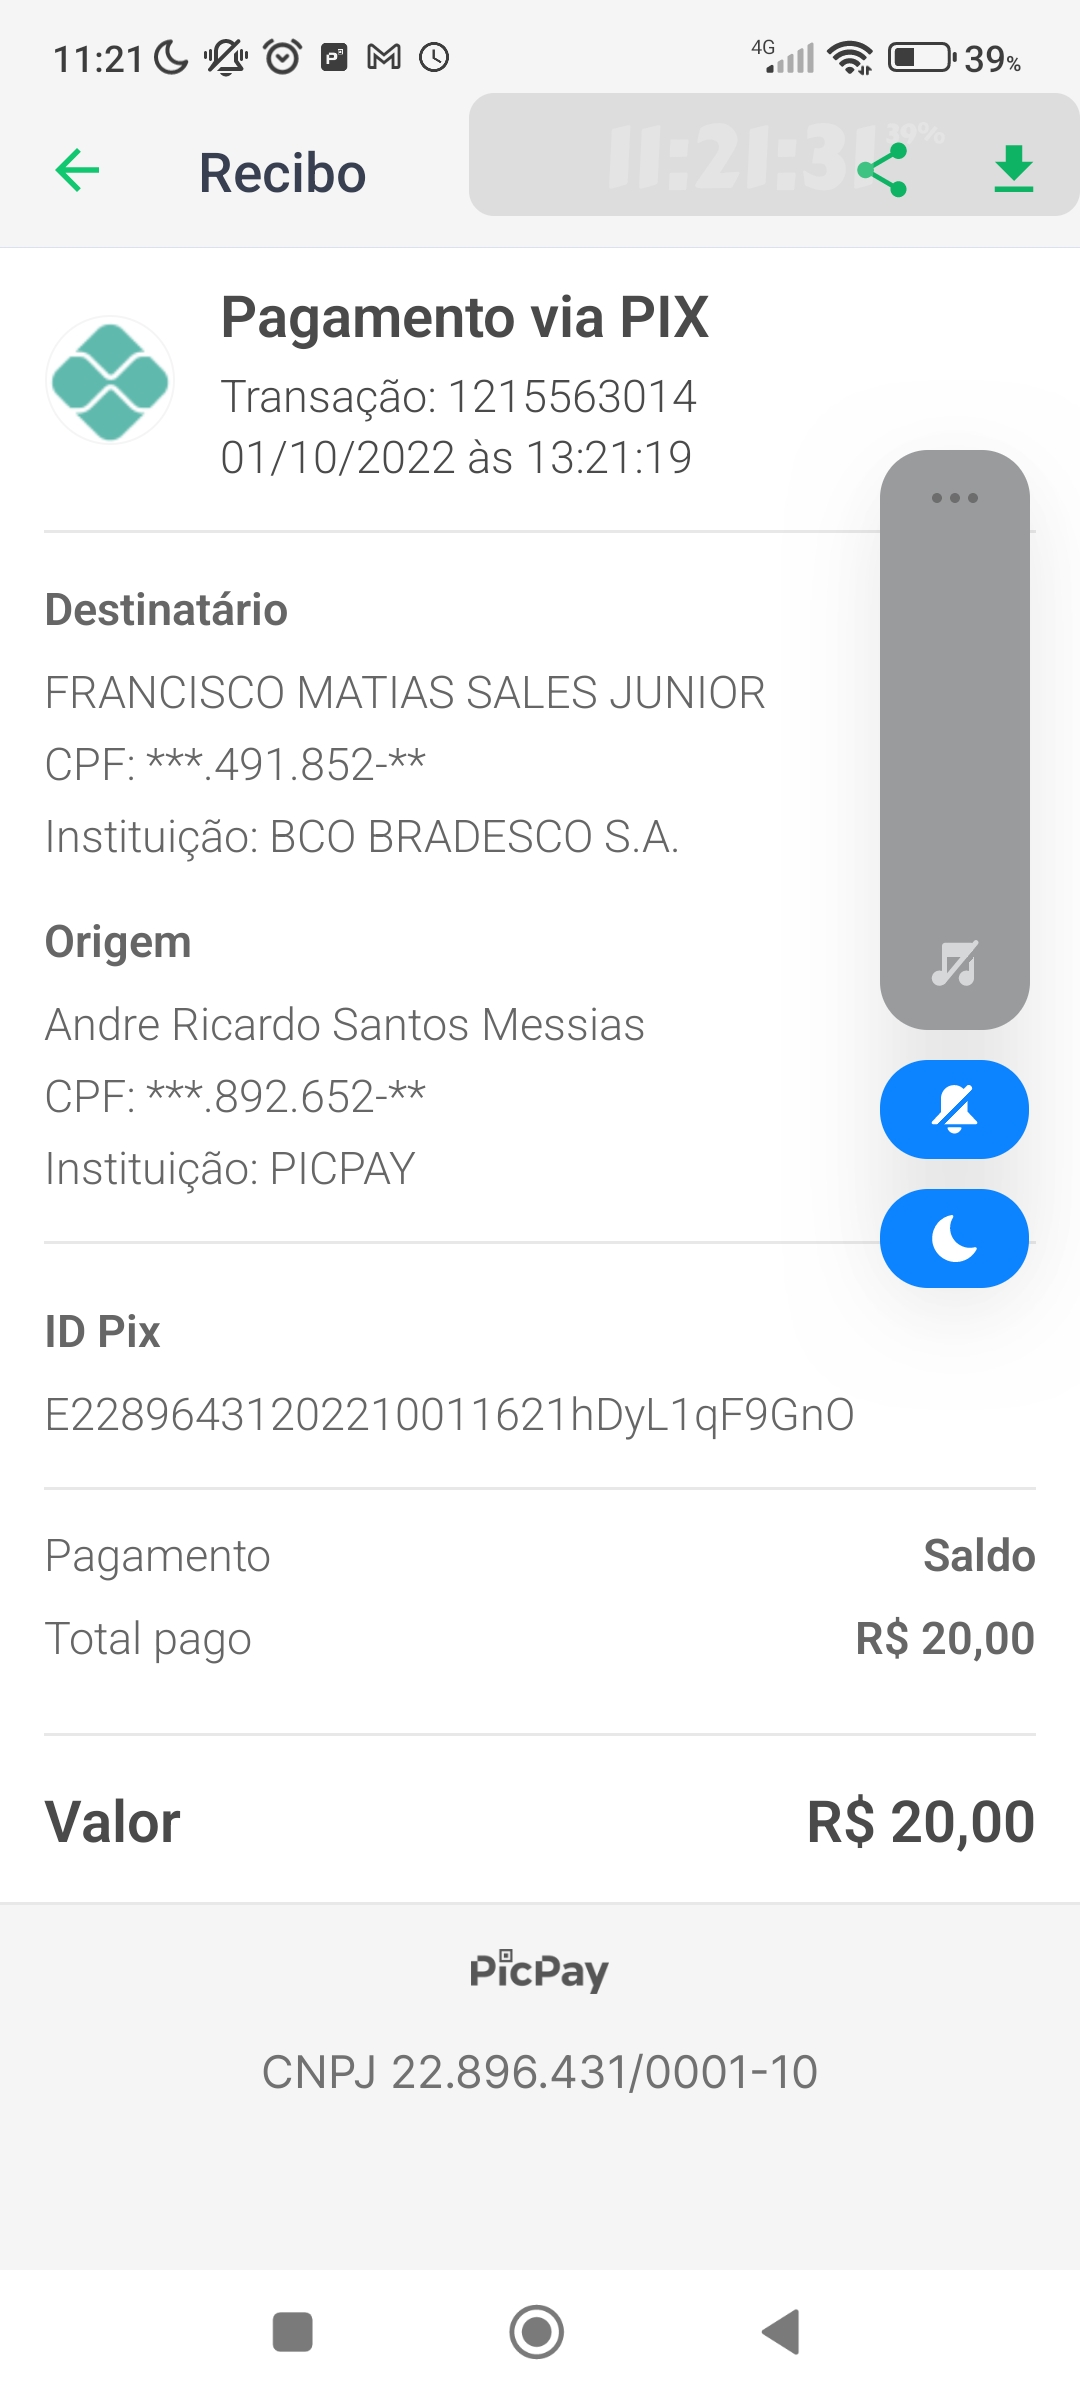 11:21
4G
39%
Recibo
11:21:31 39%
Pagamento via PIX
Transação: 1215563014
01/10/2022 às 13:21:19
Destinatário
FRANCISCO MATIAS SALES JUNIOR
CPF: ***.491.852-**
Instituição: BCO BRADESCO S.A.
Origem
Andre Ricardo Santos Messias
CPF: ***.892.652-**
Instituição: PICPAY
ID Pix
E22896431202210011621hDyL1qF9GnO
Pagamento Saldo
Total pago R$ 20,00
Valor R$ 20,00
PicPay
CNPJ 22.896.431/0001-10